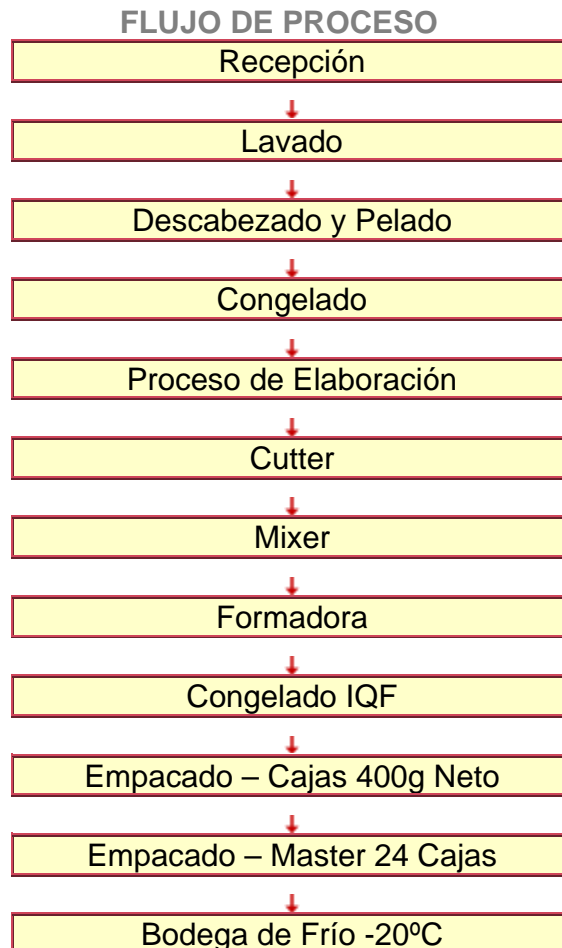 FLUJO DE PROCESO
Recepción
Lavado
Descabezado y Pelado
Congelado
Proceso de Elaboración
Cutter
Mixer
Formadora
Congelado IQF
Empacado – Cajas 400g Neto
Empacado – Master 24 Cajas
Bodega de Frío -20ºC